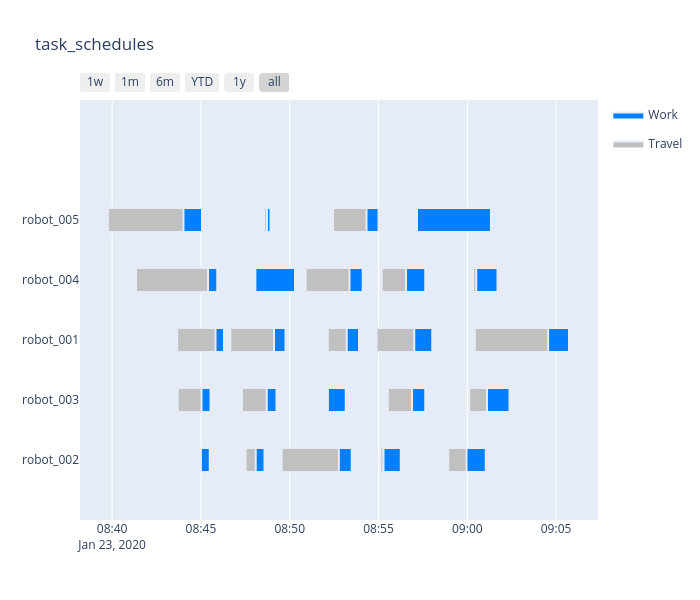 task_schedules
1w 1m 6m YTD 1y all
Work
Travel
robot_005
robot_004
robot_001
robot_003
robot_002
08:40 08:45 08:50 08:55 09:00 09:05
Jan 23, 2020